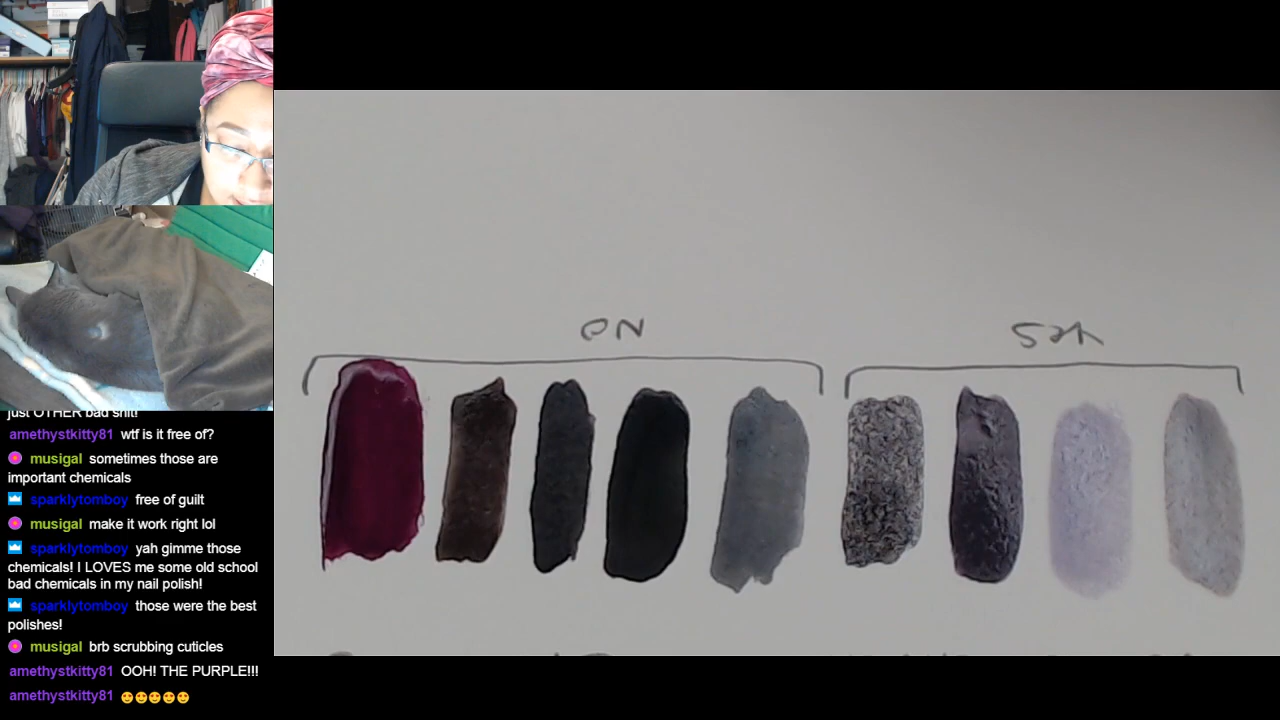 just OTHER bad shit!
amethystkitty81 wtf is it free of?
musigal sometimes those are
important chemicals
sparklytomboy free of guilt
musigal make it work right lol
sparklytomboy yah gimme those
chemicals! I LOVES me some old school
bad chemicals in my nail polish!
sparklytomboy those were the best
polishes!
musigal brb scrubbing cuticles
amethystkitty81 OOH! THE PURPLE!!!
amethystkitty81